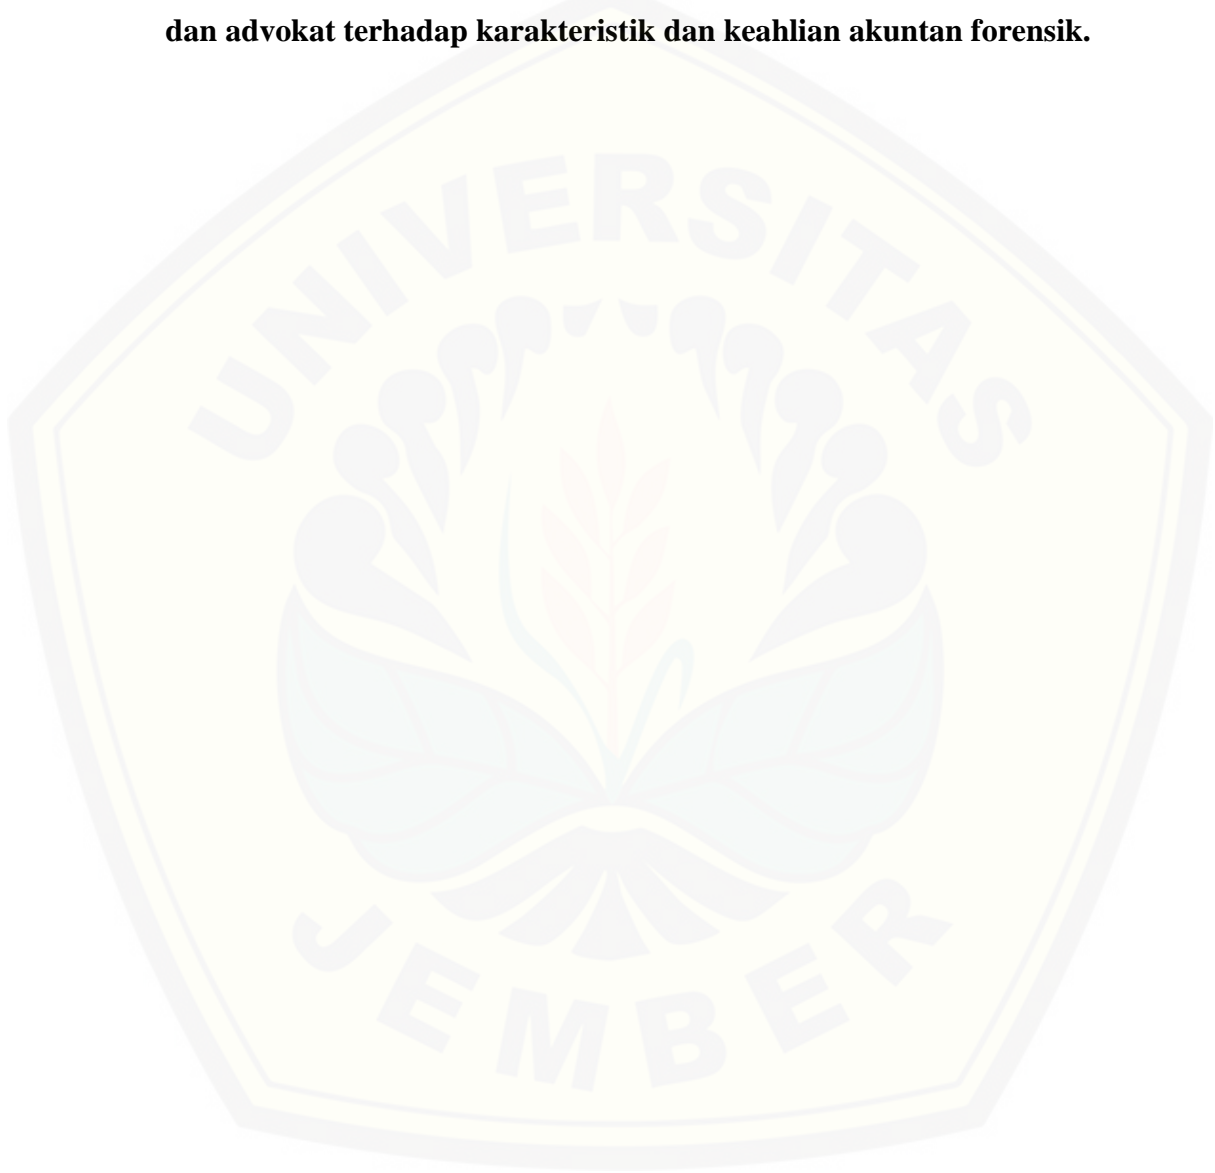 dan advokat terhadap karakteristik dan keahlian akuntan forensik.
UNIVERSITAS
JEMBER